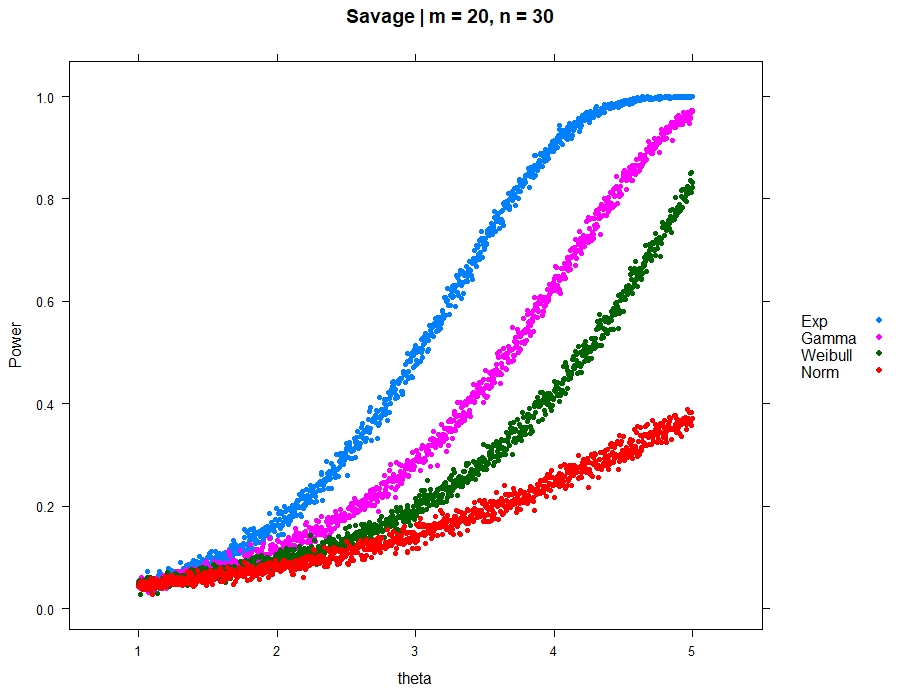 Savage | m = 20, n = 30
1.0
0.8
0.6
0.4
0.2
0.0
Power
1 2 3 4 5
theta
Exp
Gamma
Weibull
Norm